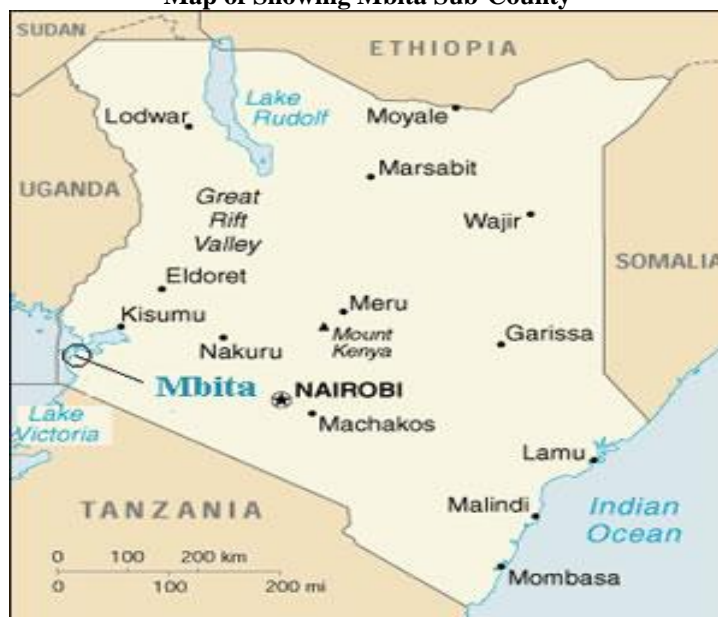 Map of Showing Mbita Sub-County
SUDAN
ETHIOPIA
Lake
Rudolf
Lodwar
Moyale
Marsabit
UGANDA
Great
Rift
Valley
Wajir
SOMALIA
Eldoret
Kisumu
Meru
Mount
Kenya
Garissa
Nakuru
Mbita
NAIROBI
Lake
Victoria
Machakos
Lamu
TANZANIA
Malindi
Indian
Ocean
0 100 200 km
0 100 200 mi
Mombasa